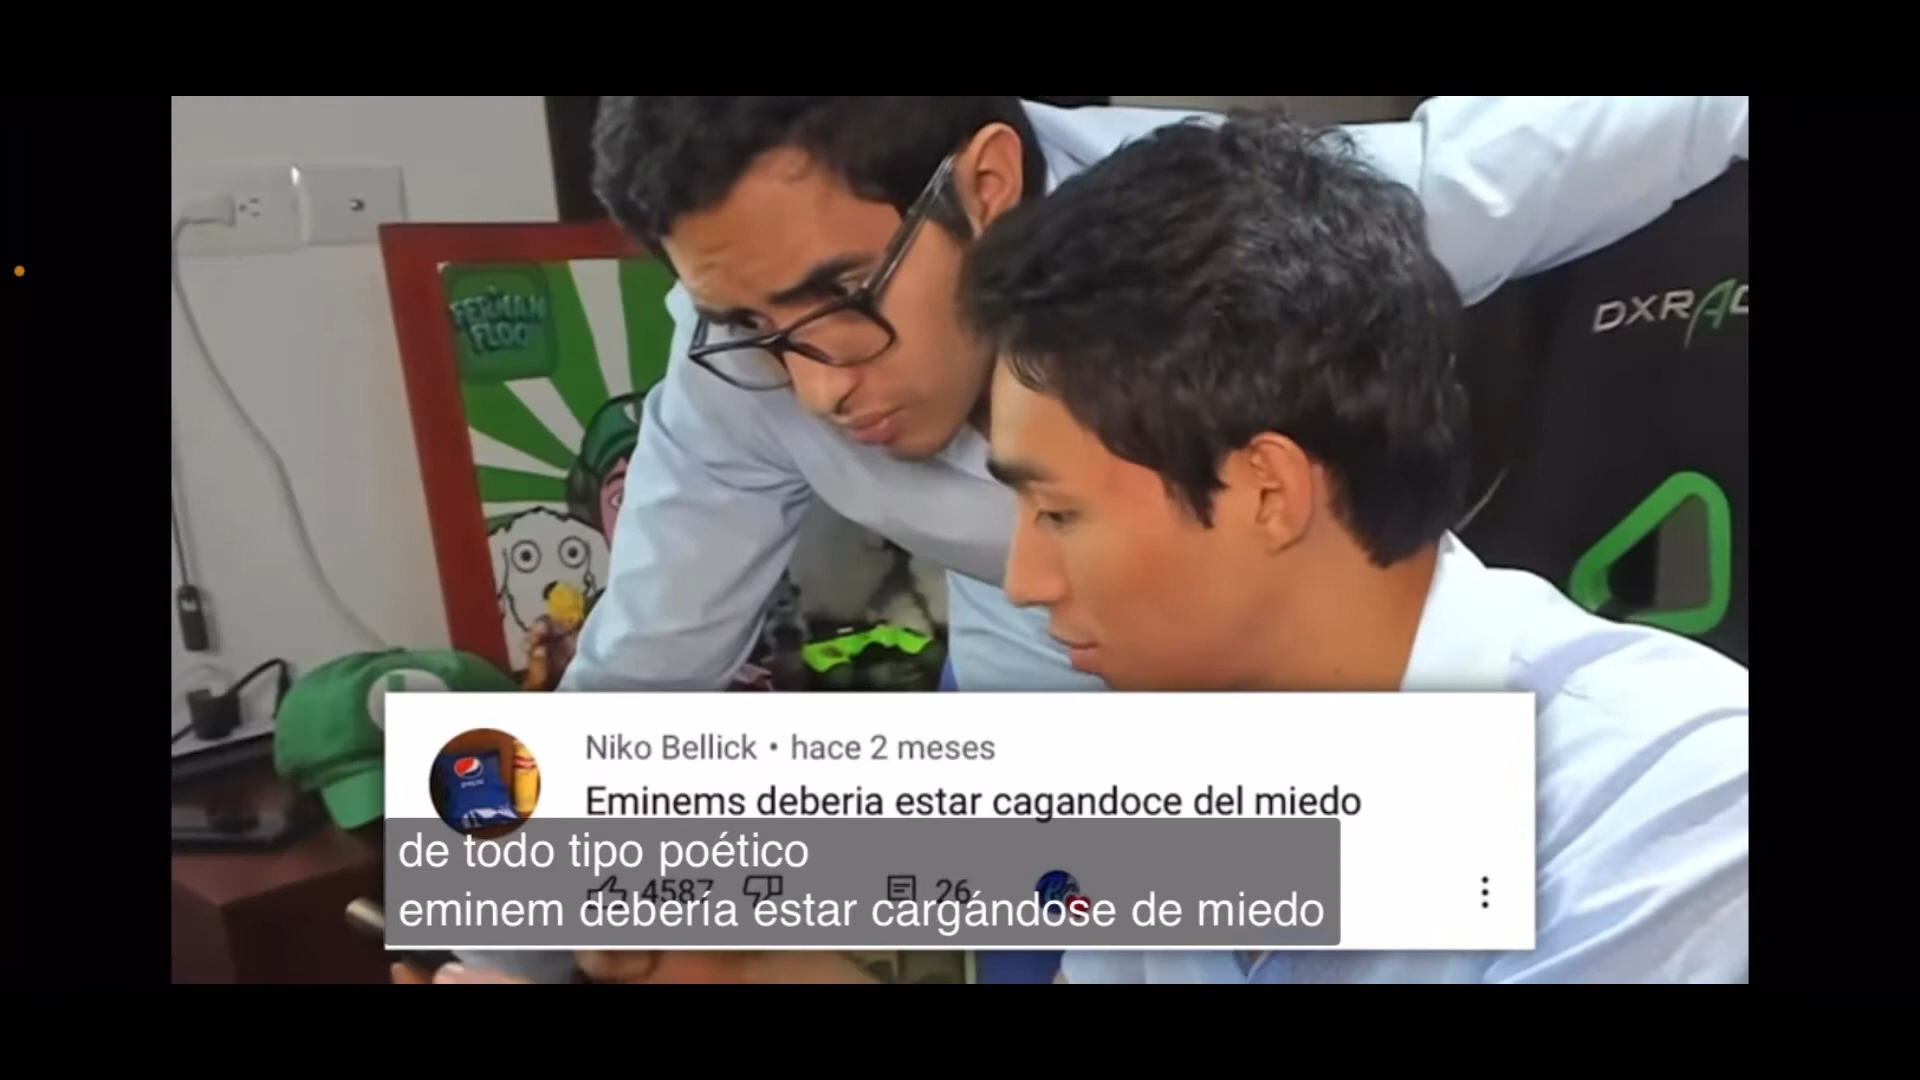 FERNAN
FLOO
DXRAC
Niko Bellick • hace 2 meses
Eminems deberia estar cagandoce del miedo
4587 26
de todo tipo poético
eminem debería estar cargándose de miedo